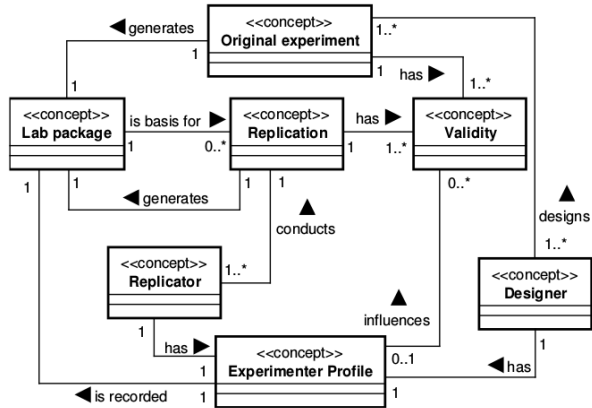 generates
<<concept>>
Original experiment
1..*
1
1
has
1
1..*
<<concept>>
Lab package
is basis for
<<concept>>
Replication
has
<<concept>>
Validity
1
0..*
1
1..*
1
1
generates
1
1
0..*
conducts
designs
1..*
<<concept>>
Replicator
1..*
<<concept>>
Designer
influences
1
has
<<concept>>
Experimenter Profile
0..1
1
has
1
is recorded
1
1